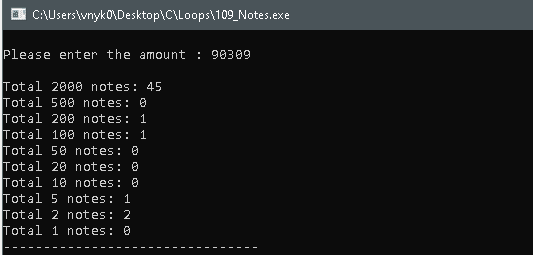 C:\Users\vnyk0\Desktop\C\Loops\109_Notes.exe
Please enter the amount : 90309
Total 2000 notes: 45
Total 500 notes: 0
Total 200 notes: 1
Total 100 notes: 1
Total 50 notes: 0
Total 20 notes: 0
Total 10 notes: 0
Total 5 notes: 1
Total 2 notes: 2
Total 1 notes: 0
--------------------------------